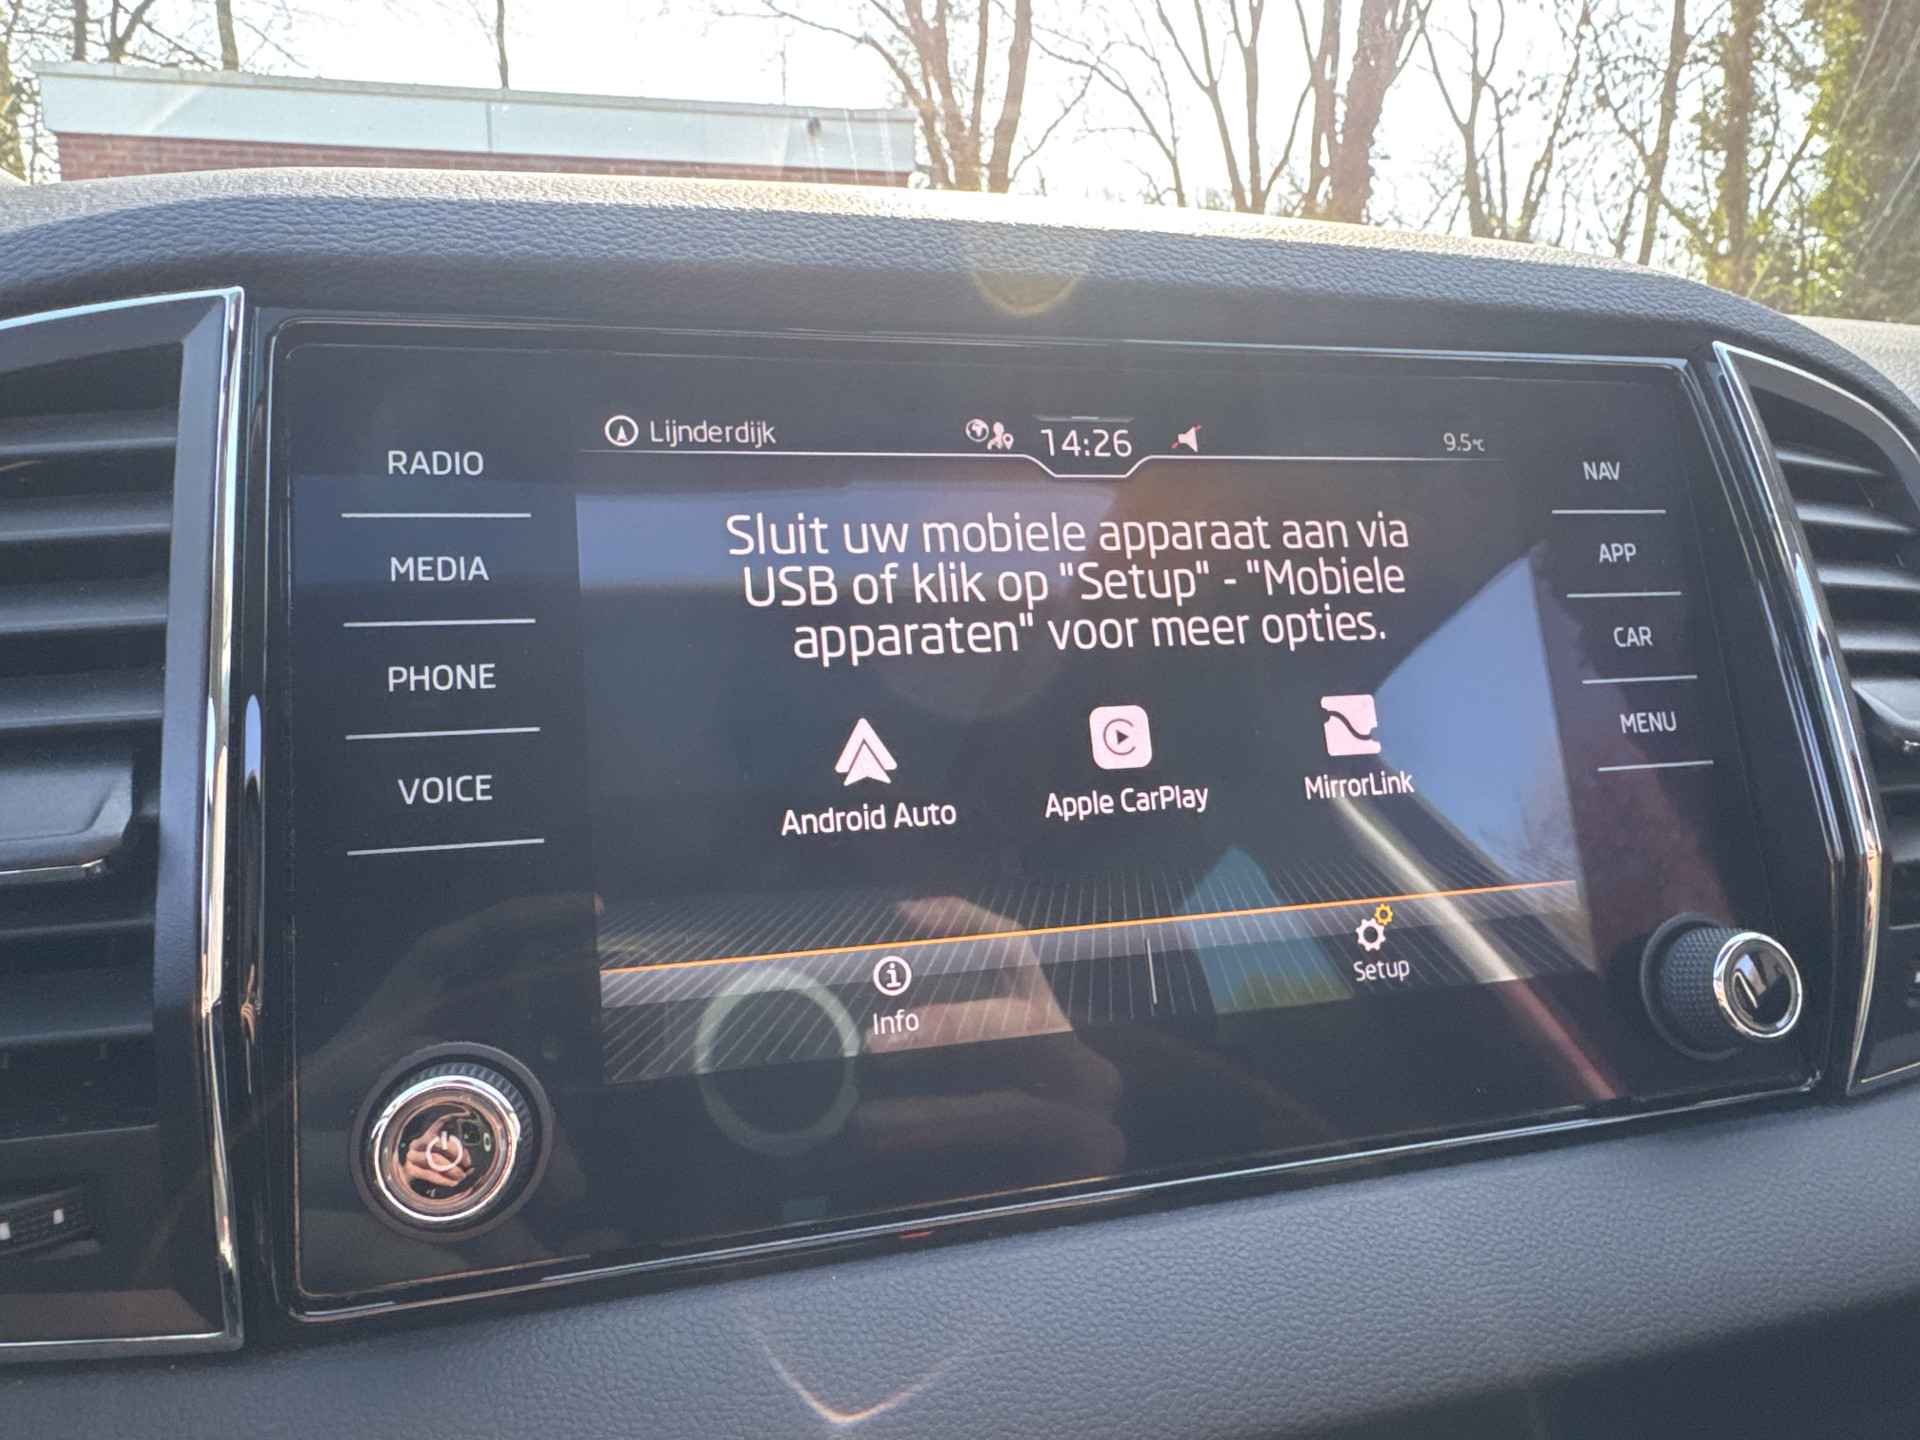 Lijnderdijk
14:26
9.5°C
RADIO
MEDIA
PHONE
VOICE
Sluit uw mobiele apparaat aan via
USB of klik op "Setup" - "Mobiele
apparaten" voor meer opties.
Android Auto
Apple CarPlay
MirrorLink
Info
Setup
NAV
APP
CAR
MENU